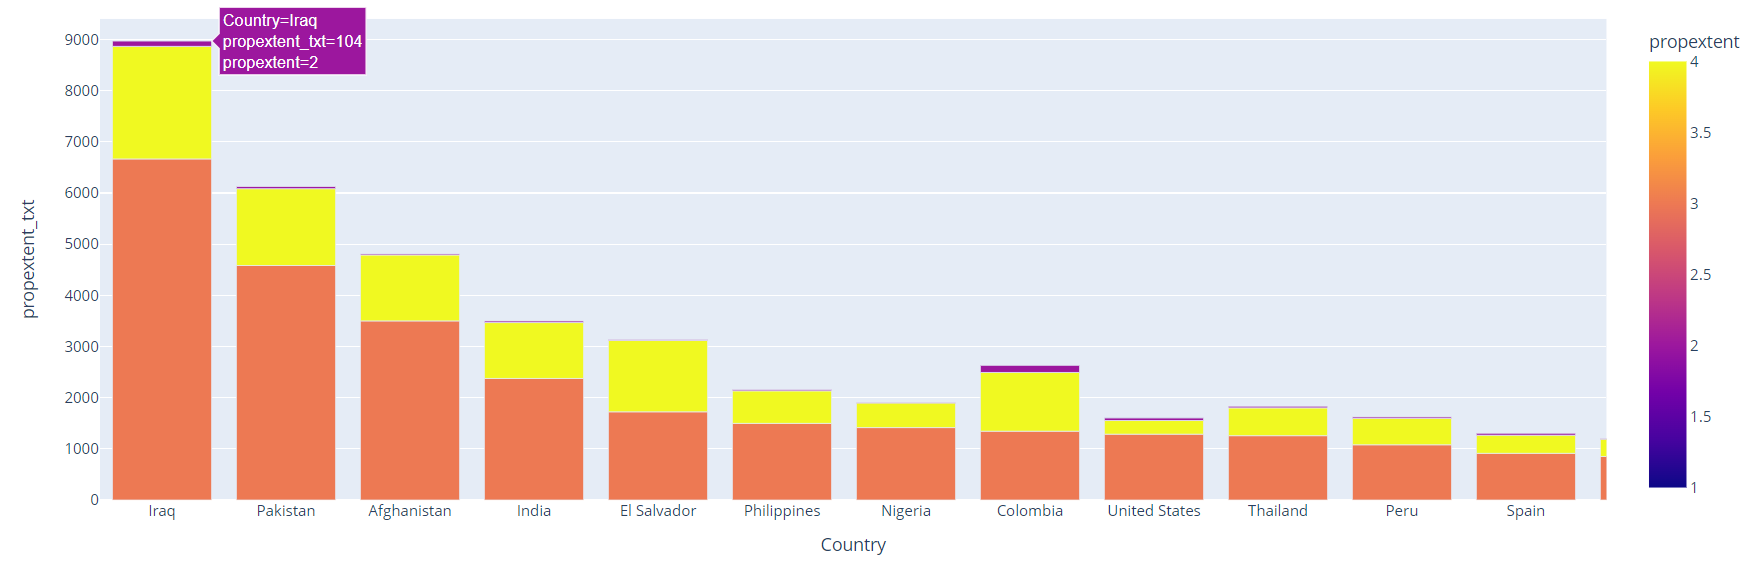 Country=Iraq
propextent_txt=104
propextent=2
propextent
9000
8000
7000
6000
5000
4000
3000
2000
1000
0
propextent_txt
4
3.5
3
2.5
2
1.5
1
Iraq
Pakistan
Afghanistan
India
El Salvador
Philippines
Nigeria
Colombia
United States
Thailand
Peru
Spain
Country